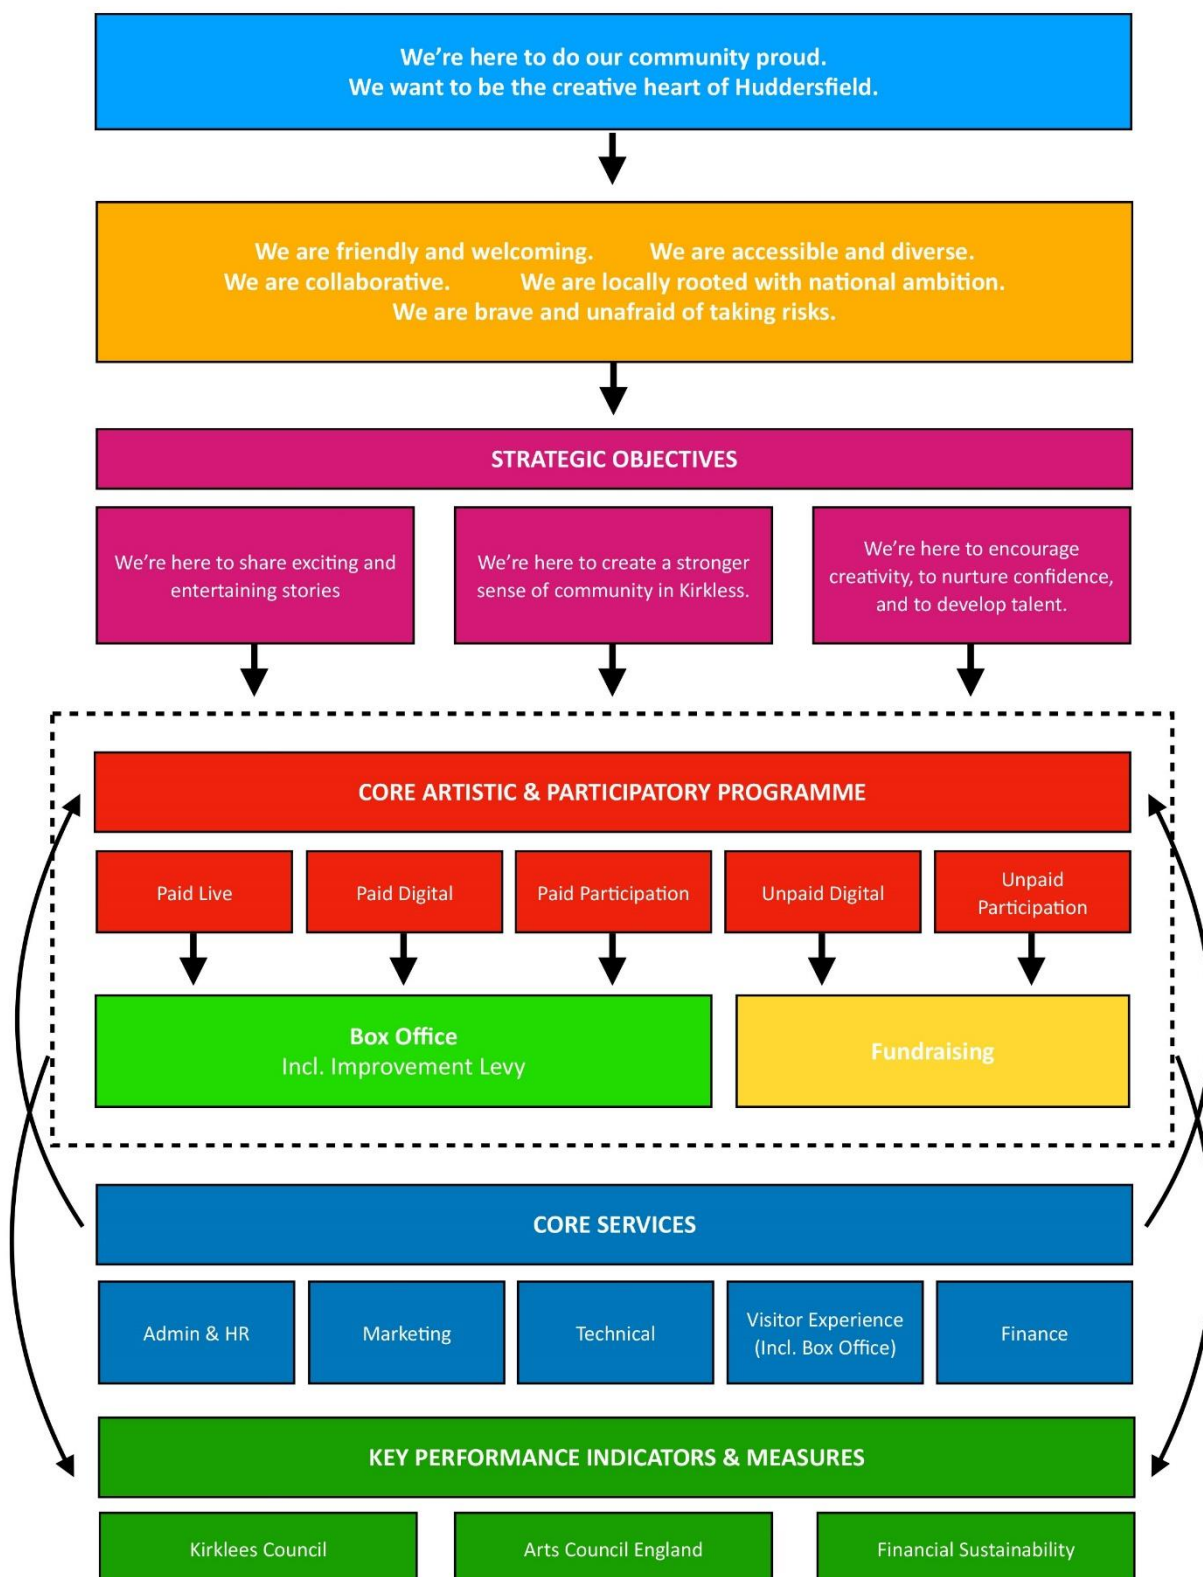 We’re here to do our community proud.
We want to be the creative heart of Huddersfield.
We are friendly and welcoming. We are accessible and diverse.
We are collaborative. We are locally rooted with national ambition.
We are brave and unafraid of taking risks.
STRATEGIC OBJECTIVES
We’re here to share exciting and
entertaining stories
We’re here to create a stronger
sense of community in Kirkless.
We’re here to encourage
creativity, to nurture confidence,
and to develop talent.
CORE ARTISTIC & PARTICIPATORY PROGRAMME
Paid Live
Paid Digital
Paid Participation
Unpaid Digital
Unpaid
Participation
Box Office
Incl. Improvement Levy
Fundraising
CORE SERVICES
Admin & HR
Marketing
Technical
Visitor Experience
(Incl. Box Office)
Finance
KEY PERFORMANCE INDICATORS & MEASURES
Kirklees Council
Arts Council England
Financial Sustainability